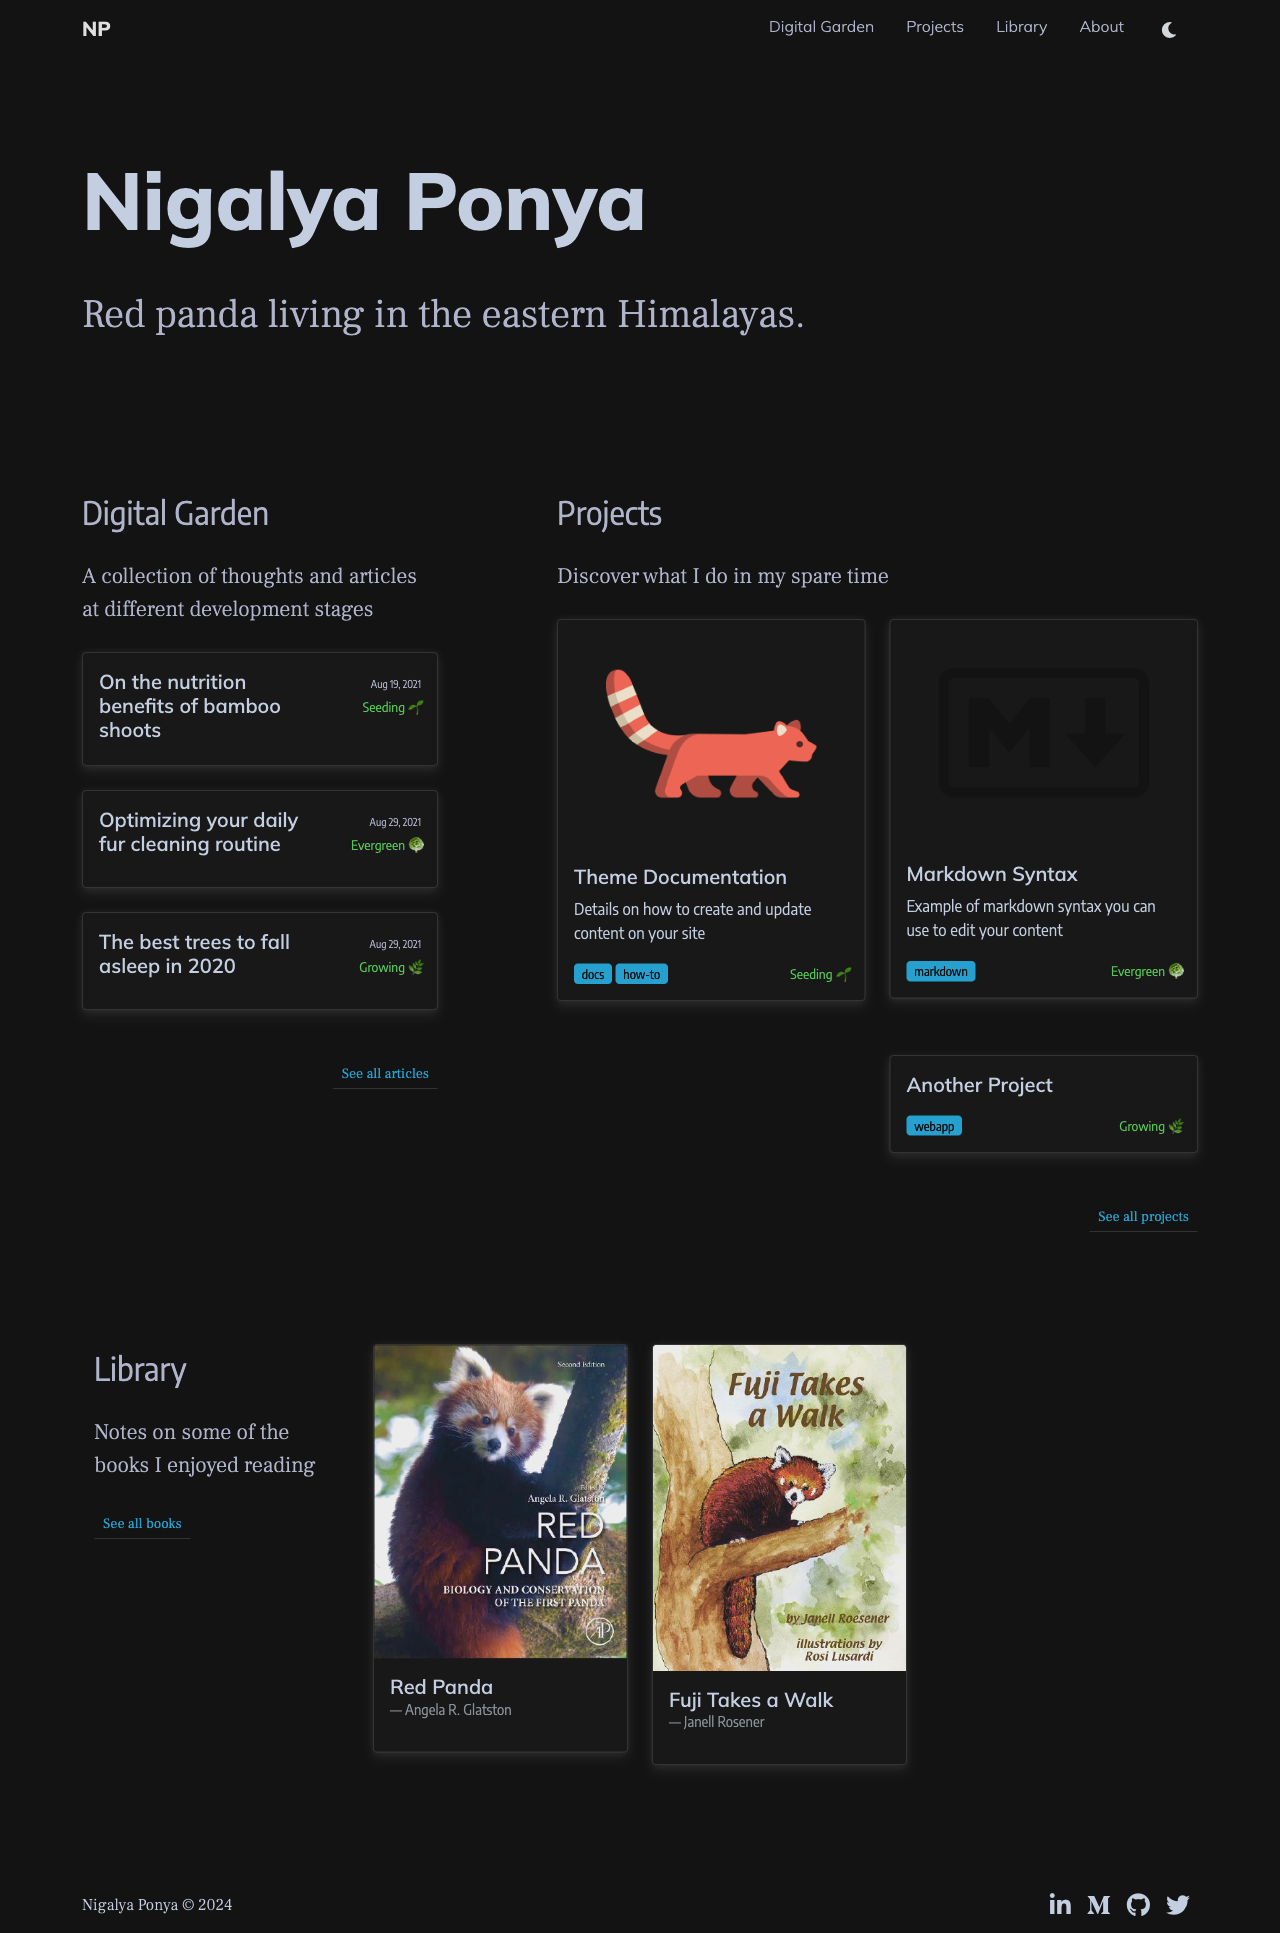 NP
Digital Garden
Projects
Library
About
Nigalya Ponya
Red panda living in the eastern Himalayas.
Digital Garden
A collection of thoughts and articles
at different development stages
On the nutrition
benefits of bamboo
shoots
Aug 19, 2021
Seeding
Optimizing your daily
fur cleaning routine
Aug 29, 2021
Evergreen
The best trees to fall
asleep in 2020
Aug 29, 2021
Growing
See all articles
Projects
Discover what I do in my spare time
Theme Documentation
Details on how to create and update
content on your site
docs
how-to
Seeding
M
Markdown Syntax
Example of markdown syntax you can
use to edit your content
markdown
Evergreen
Another Project
webapp
Growing
See all projects
Library
Notes on some of the
books I enjoyed reading
See all books
Second Edition
Edited by
Angela R. Glatston
RED
PANDA
BIOLOGY AND CONSERVATION
OF THE FIRST PANDA
AP
Red Panda
— Angela R. Glatston
Fuji Takes
a Walk
by Janell Roesener
illustrations by
Rosi Lusardi
Fuji Takes a Walk
— Janell Rosener
Nigalya Ponya © 2024
in
M